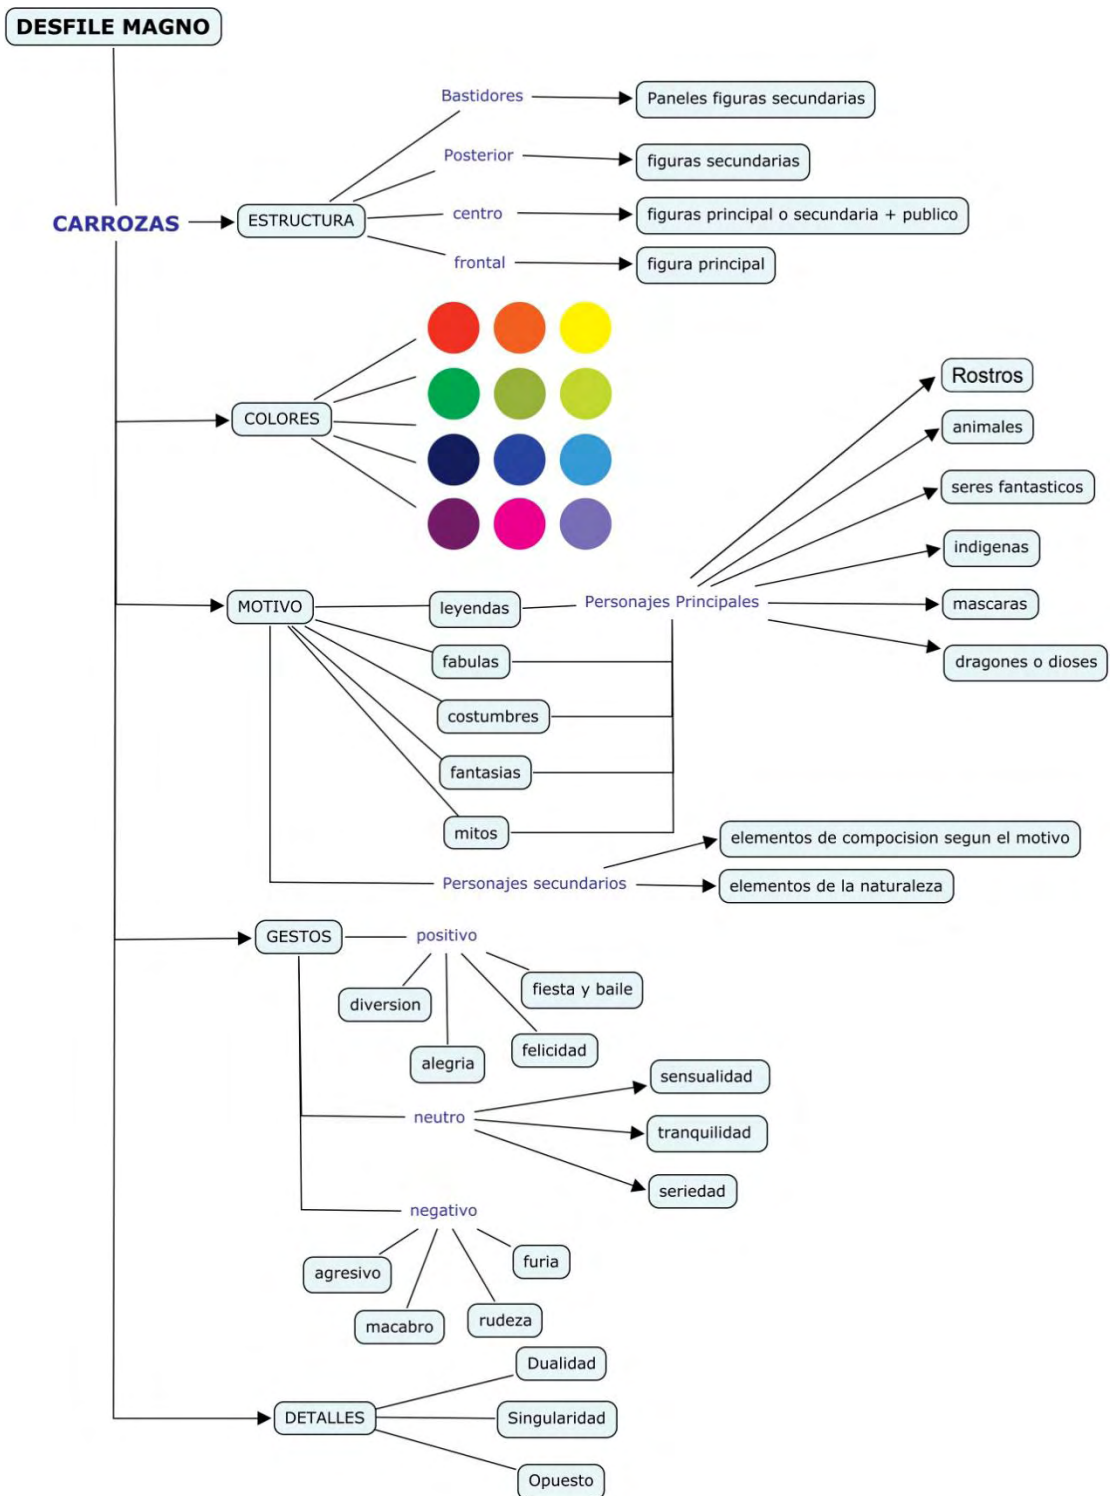 DESFILE MAGNO
CARROZAS
ESTRUCTURA
Bastidores
Paneles figuras secundarias
Posterior
figuras secundarias
centro
figuras principal o secundaria + publico
frontal
figura principal
COLORES
MOTIVO
leyendas
fabulas
costumbres
fantasias
mitos
Personajes Principales
Rostros
animales
seres fantasticos
indigenas
mascaras
dragones o dioses
Personajes secundarios
elementos de compocision segun el motivo
elementos de la naturaleza
GESTOS
positivo
diversion
alegria
felicidad
fiesta y baile
neutro
sensualidad
tranquilidad
seriedad
negativo
agresivo
macabro
rudeza
furia
DETALLES
Dualidad
Singularidad
Opuesto